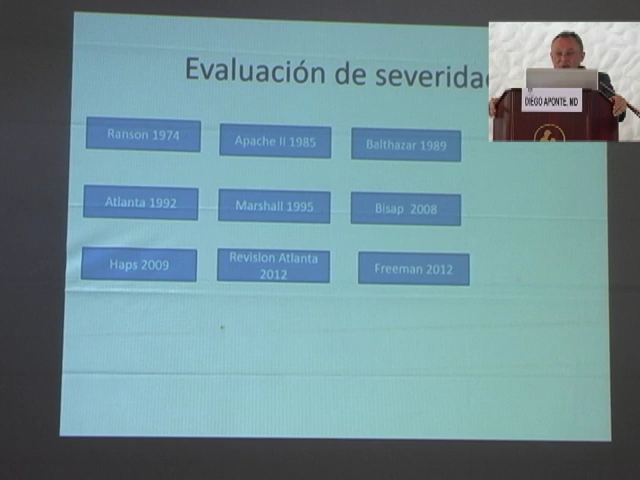 Evaluación de severidad
DIEGO APONTE, MD
Ranson 1974
Apache II 1985
Balthazar 1989
Atlanta 1992
Marshall 1995
Bisap 2008
Haps 2009
Revision Atlanta
2012
Freeman 2012